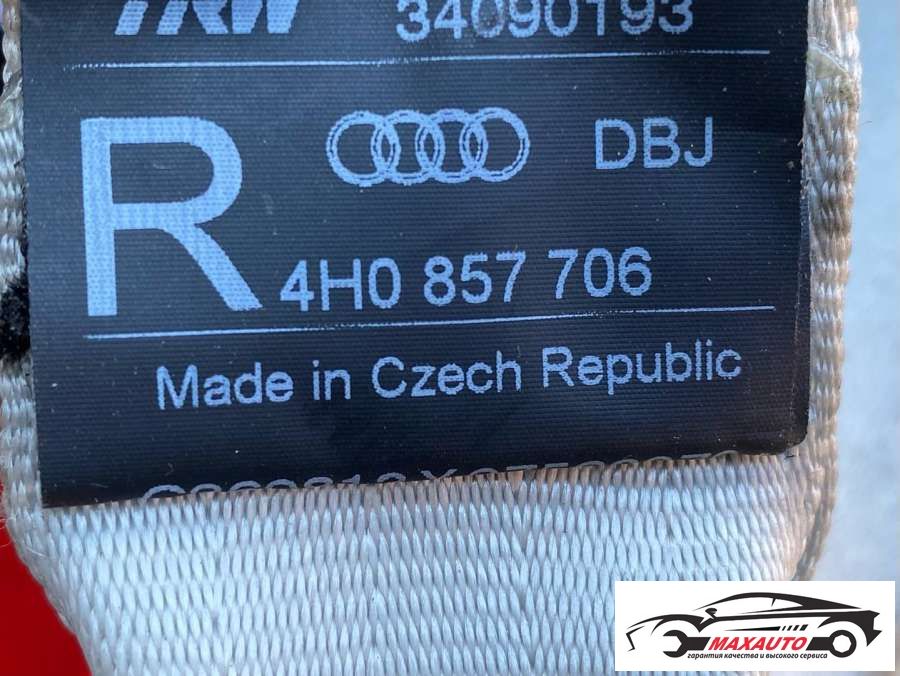 TRW 34090193
R DBJ
4H0 857 706
Made in Czech Republic
MAXAUTO
гарантия качества и высокого сервиса